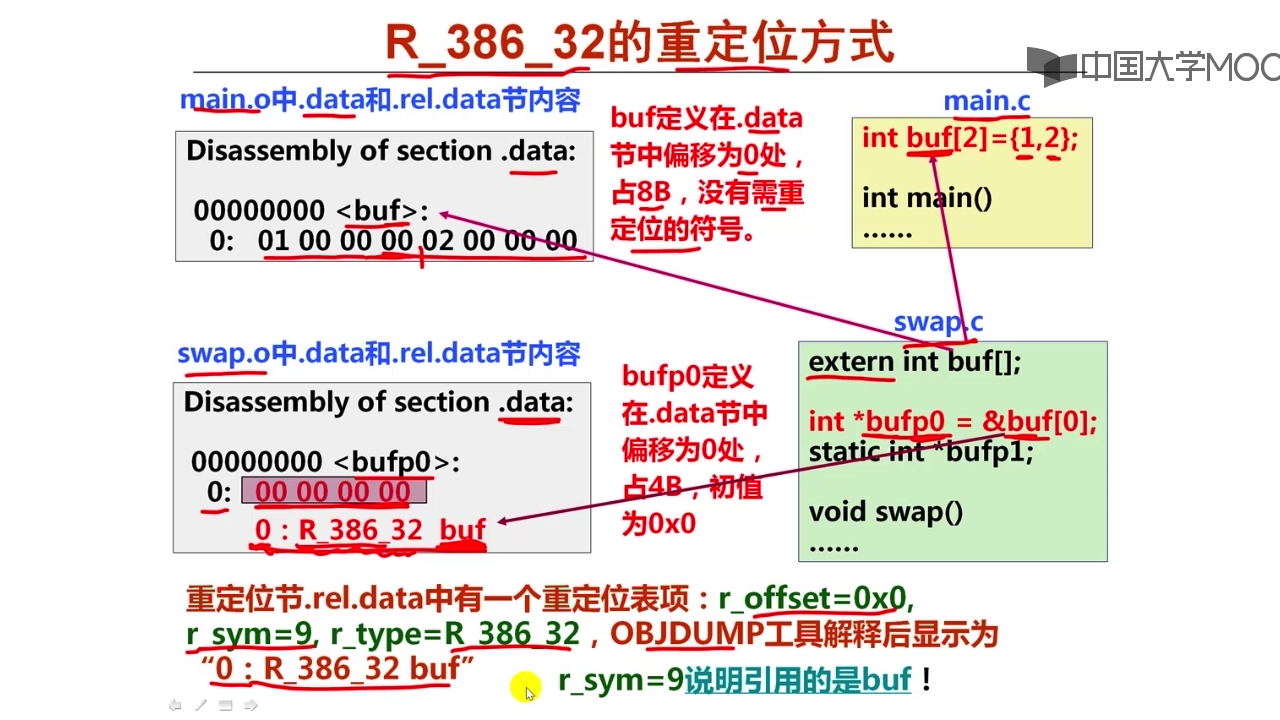 R_386_32的重定位方式
中国大学MOO
main.o中.data和.rel.data节内容
Disassembly of section .data:
00000000 <buf>:
0: 01 00 00 00 02 00 00 00
buf定义在.data
节中偏移为0处，
占8B，没有需重
定位的符号。
main.c
int buf[2]={1,2};
int main()
……
swap.o中.data和.rel.data节内容
Disassembly of section .data:
00000000 <bufp0>:
0: 00 00 00 00
0：R_386_32 buf
bufp0定义
在.data节中
偏移为0处，
占4B，初值
为0x0
swap.c
extern int buf[];
int *bufp0 = &buf[0];
static int *bufp1;
void swap()
……
重定位节.rel.data中有一个重定位表项：r_offset=0x0,
r_sym=9, r_type=R_386_32，OBJDUMP工具解释后显示为
“0：R_386_32 buf”
r_sym=9说明引用的是buf！